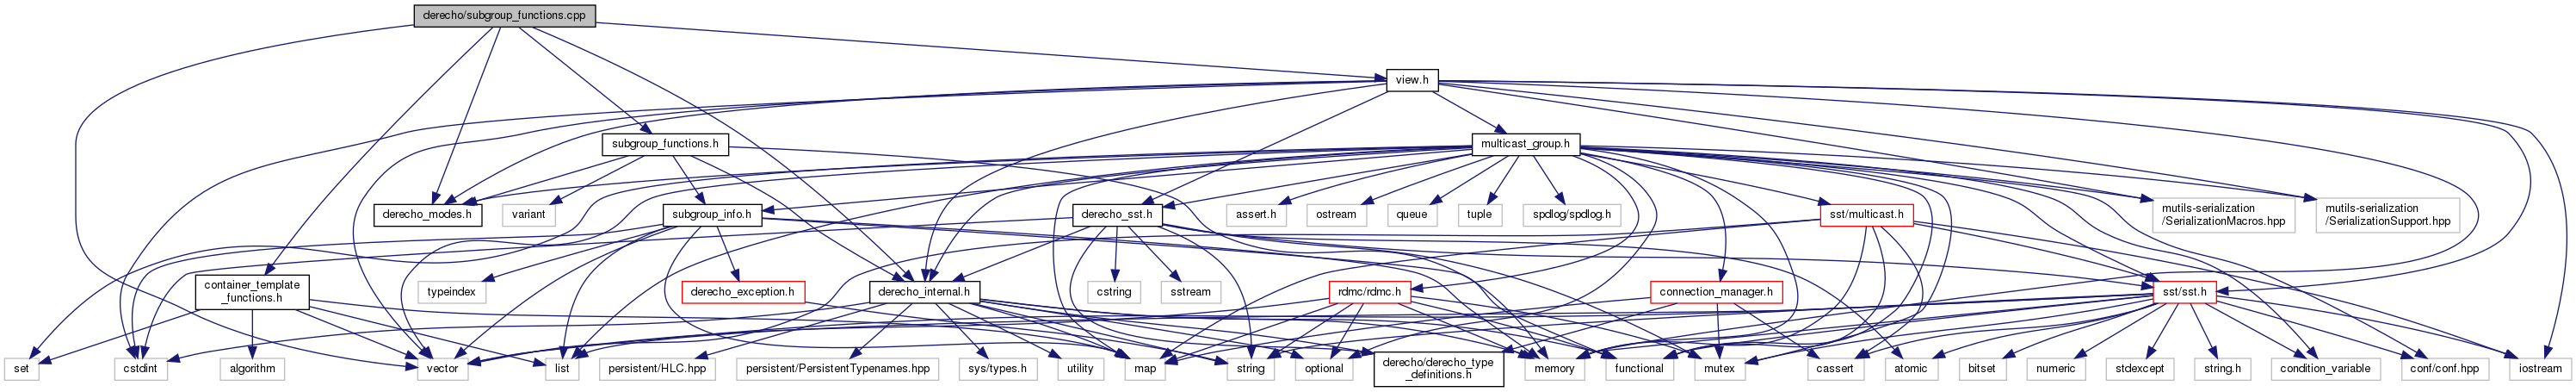 derecho/subgroup_functions.cpp
view.h
subgroup_functions.h
multicast_group.h
derecho_modes.h
variant
subgroup_info.h
derecho_sst.h
assert.h
ostream
queue
tuple
spdlog/spdlog.h
sst/multicast.h
mutils-serialization
/SerializationMacros.hpp
mutils-serialization
/SerializationSupport.hpp
container_template
_functions.h
typeindex
derecho_exception.h
derecho_internal.h
cstring
sstream
rdmc/rdmc.h
connection_manager.h
sst/sst.h
set
cstdint
algorithm
vector
list
persistent/HLC.hpp
persistent/PersistentTypenames.hpp
sys/types.h
utility
map
string
optional
derecho/derecho_type
_definitions.h
memory
functional
mutex
cassert
atomic
bitset
numeric
stdexcept
string.h
condition_variable
conf/conf.hpp
iostream